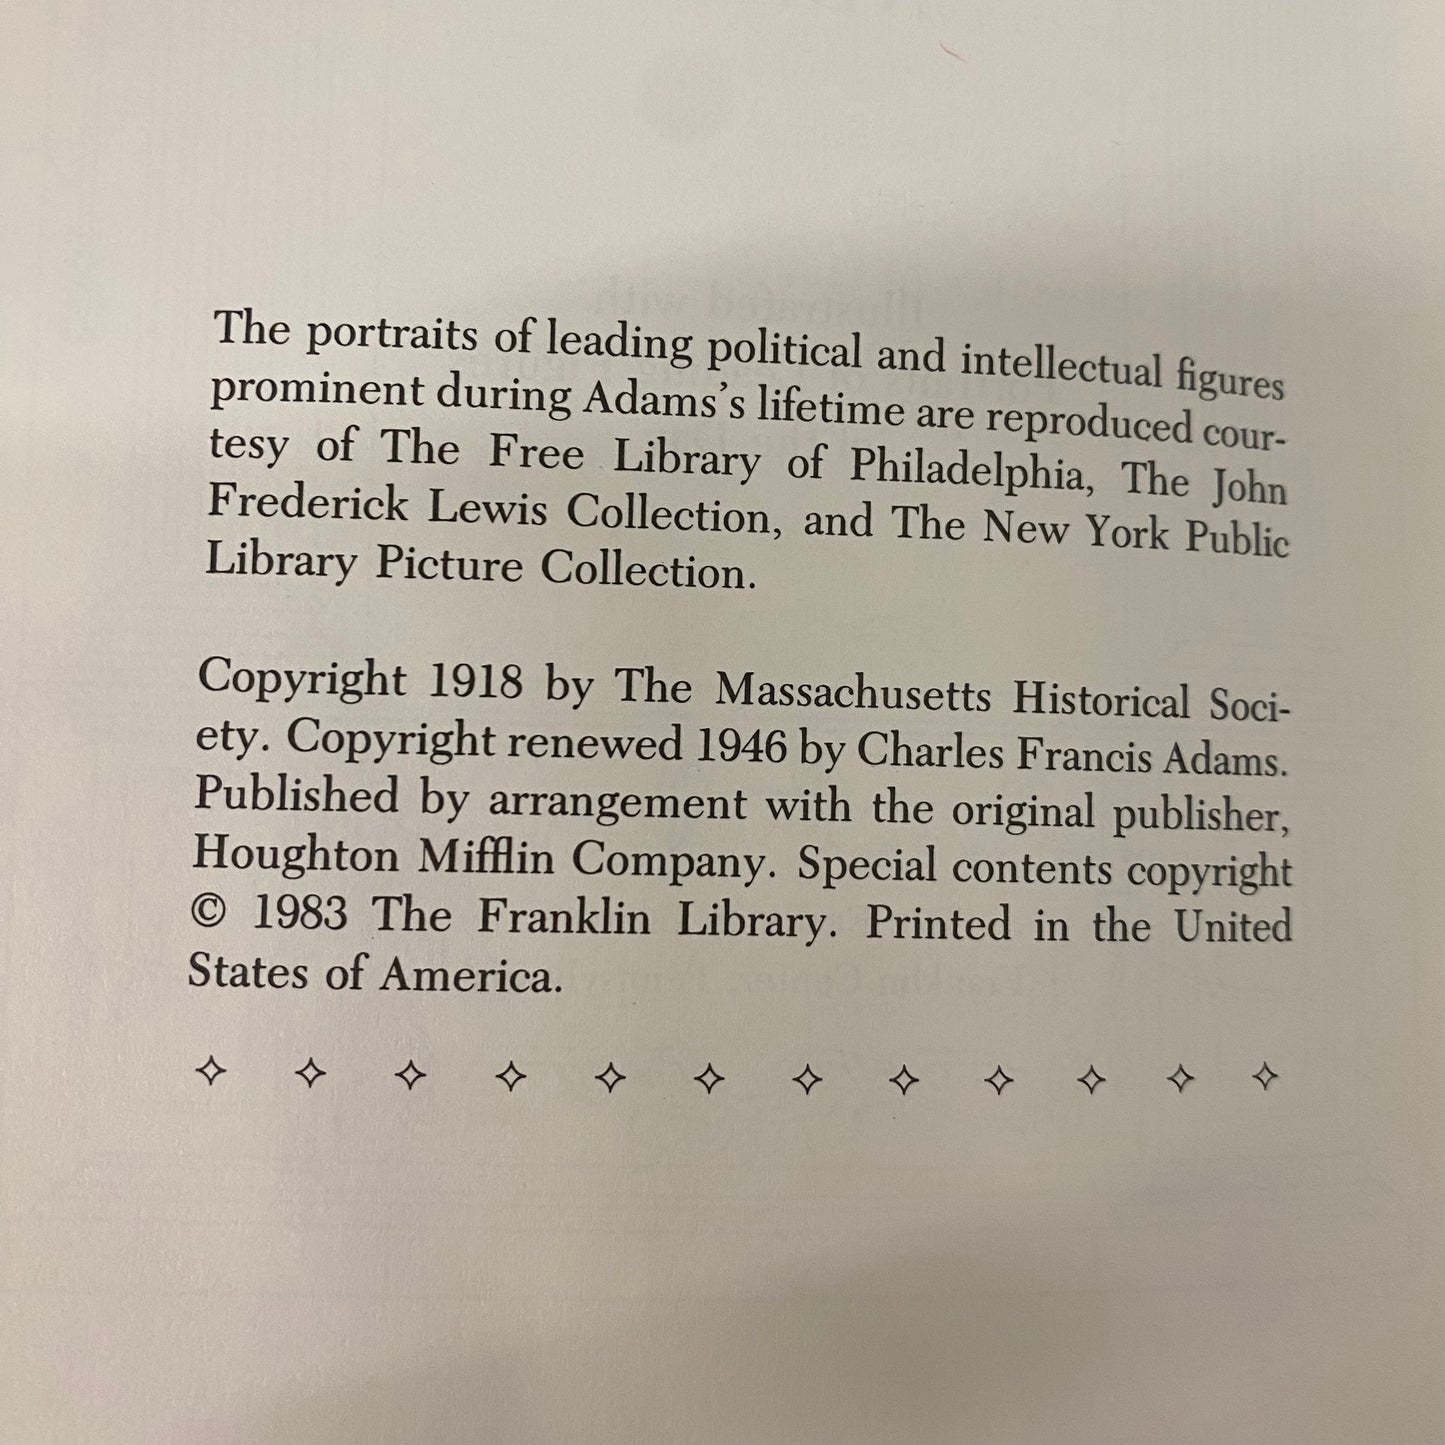 The portraits of leading political and intellectual figures
prominent during Adams's lifetime are reproduced cour-
tesy of The Free Library of Philadelphia, The John
Frederick Lewis Collection, and The New York Public
Library Picture Collection.
Copyright 1918 by The Massachusetts Historical Soci-
ety. Copyright renewed 1946 by Charles Francis Adams.
Published by arrangement with the original publisher,
Houghton Mifflin Company. Special contents copyright
© 1983 The Franklin Library. Printed in the United
States of America.